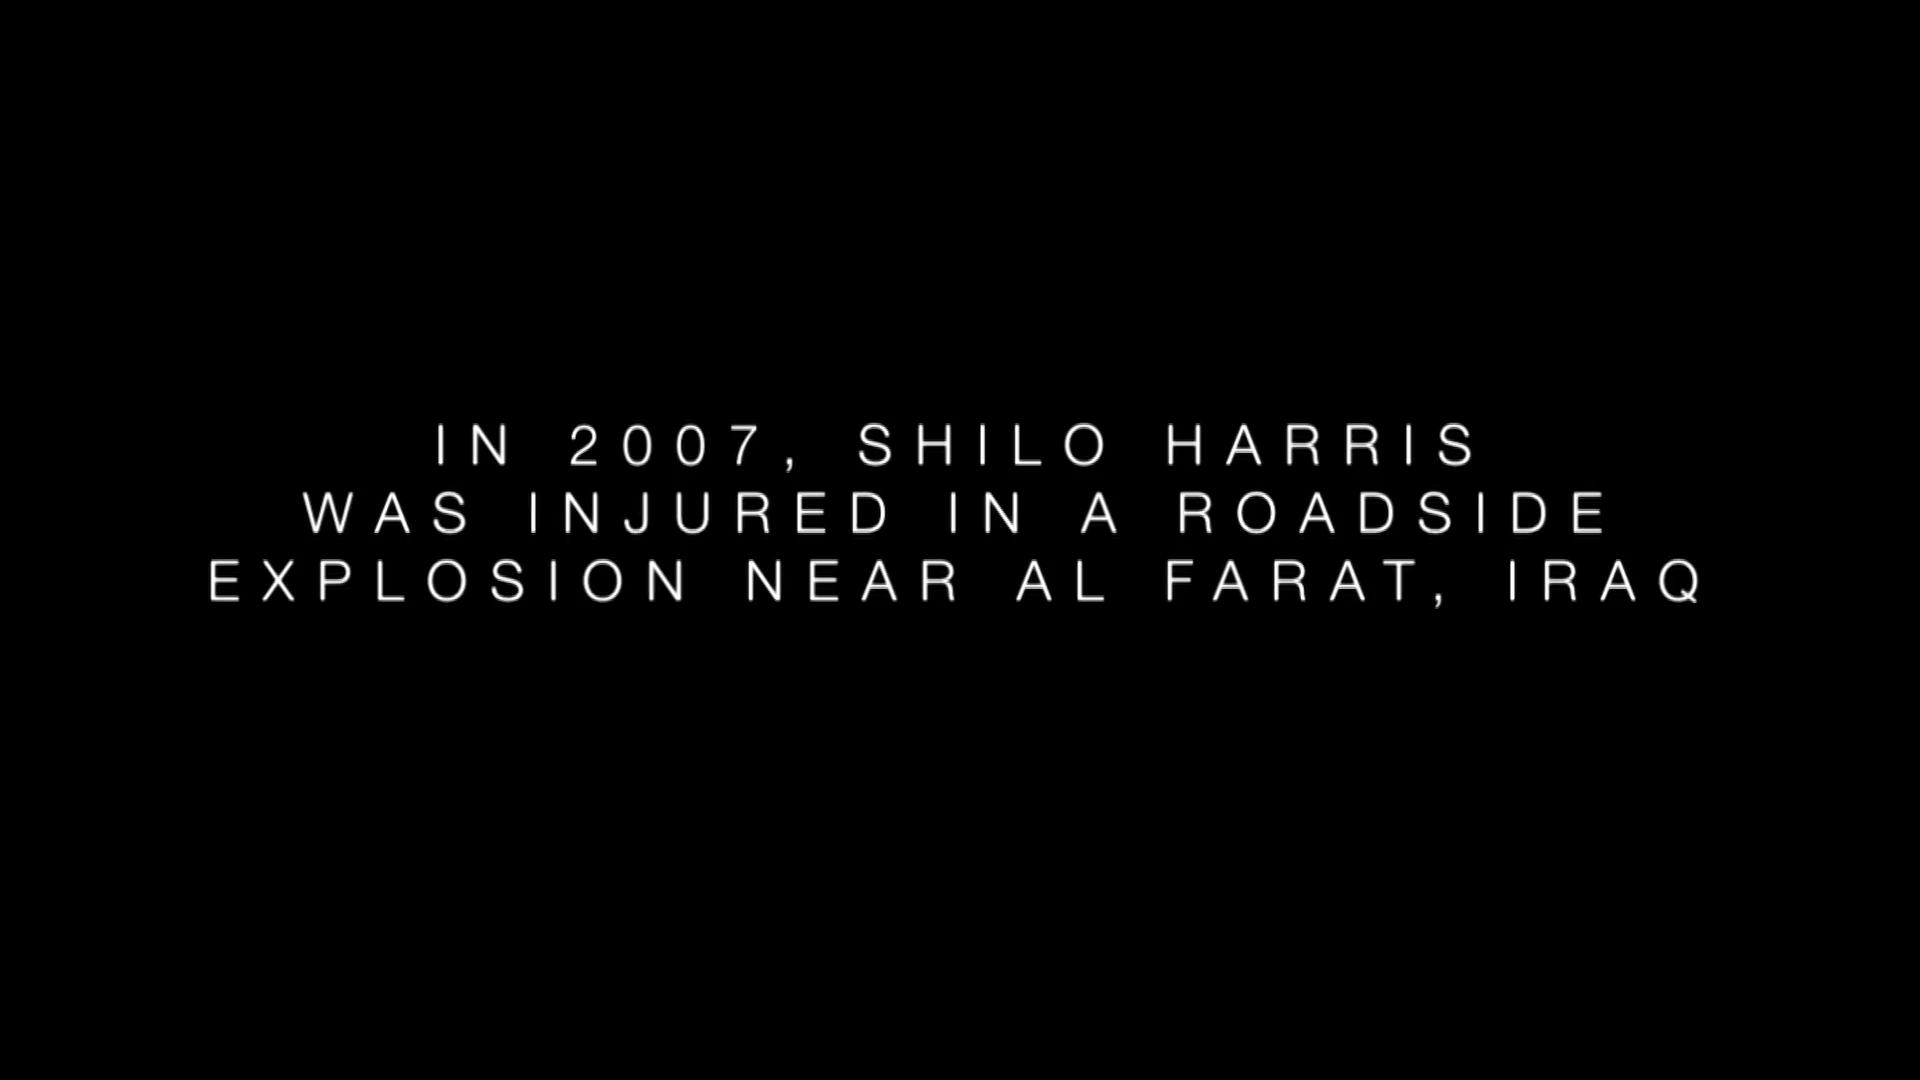 IN 2007, SHILO HARRIS
WAS INJURED IN A ROADSIDE
EXPLOSION NEAR AL FARAT, IRAQ